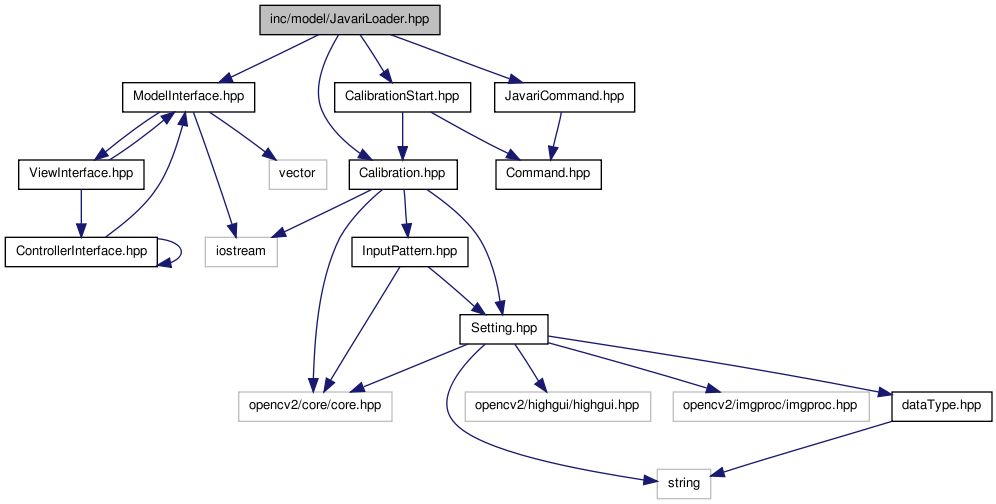 inc/model/JavariLoader.hpp
ModelInterface.hpp
CalibrationStart.hpp
JavariCommand.hpp
ViewInterface.hpp
vector
Calibration.hpp
Command.hpp
ControllerInterface.hpp
iostream
InputPattern.hpp
Setting.hpp
opencv2/core/core.hpp
opencv2/highgui/highgui.hpp
opencv2/imgproc/imgproc.hpp
dataType.hpp
string